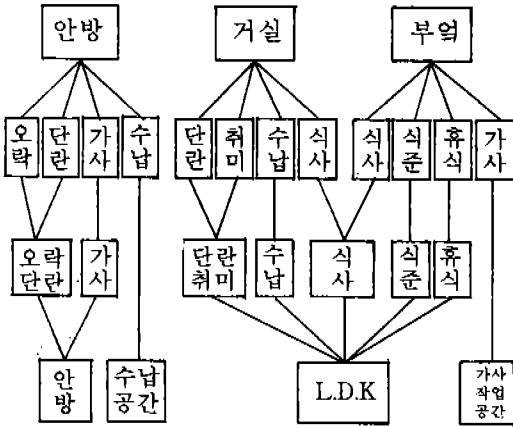 안방 거실 부엌
오락 단란 가사 수납 단란 취미 수납 식사 식사 식준 휴식 가사
오락단란 가사 단란취미 수납 식사 식준 휴식
안방 수납공간 L.D.K 가사작업공간